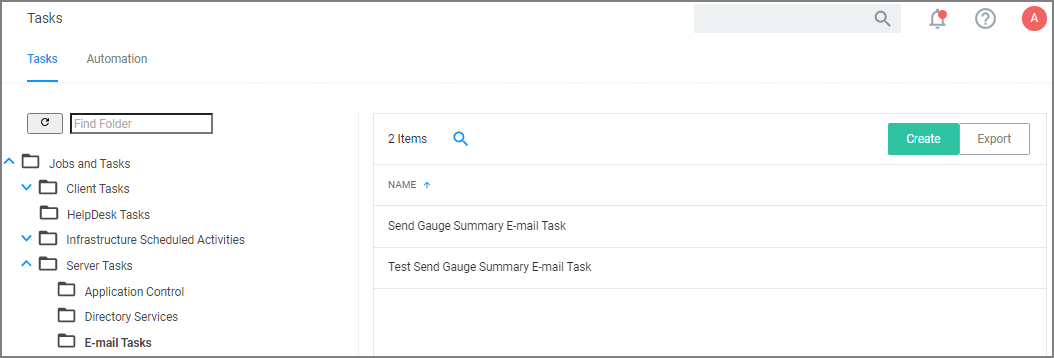 Tasks
A
Tasks
Automation
Find Folder
2 Items
Create
Export
Jobs and Tasks
NAME
Client Tasks
HelpDesk Tasks
Send Gauge Summary E-mail Task
Infrastructure Scheduled Activities
Server Tasks
Test Send Gauge Summary E-mail Task
Application Control
Directory Services
E-mail Tasks